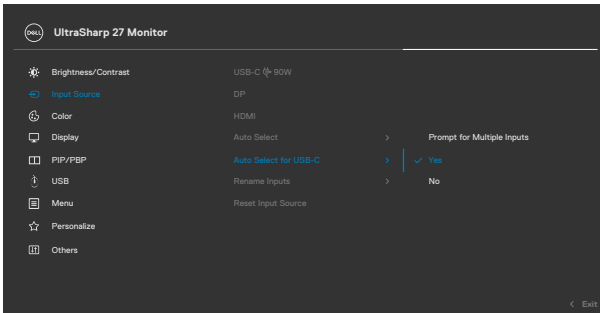 DELL UltraSharp 27 Monitor
Brightness/Contrast USB-C 90W
Input Source DP
Color HDMI
Display Auto Select > Prompt for Multiple Inputs
PIP/PBP Auto Select for USB-C > ✓ Yes
USB Rename Inputs > No
Menu Reset Input Source
Personalize
Others
< Exit